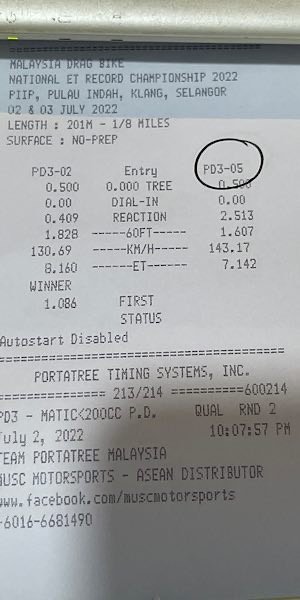 MALAYSIA DRAG BIKE
NATIONAL ET RECORD CHAMPIONSHIP 2022
PIIP, PULAU INDAH, KLANG, SELANGOR
02 & 03 JULY 2022
LENGTH : 201M - 1/8 MILES
SURFACE : NO-PREP
PD3-02 Entry PD3-05
0.500 0.000 TREE 0.500
0.00 DIAL-IN 0.00
0.409 REACTION 2.513
1.828 -----60FT----- 1.607
130.69 ------KM/H------ 143.17
8.160 -------ET------- 7.142
WINNER
1.086 FIRST
STATUS
Autostart Disabled
========================================
PORTATREE TIMING SYSTEMS, INC.
=============== 213/214 ==========600214
PD3 - MATIC<200CC P.D. QUAL RND 2
July 2, 2022 10:07:57 PM
TEAM PORTATREE MALAYSIA
MUSC MOTORSPORTS - ASEAN DISTRIBUTOR
www.facebook.com/muscmotorsports
-6016-6681490